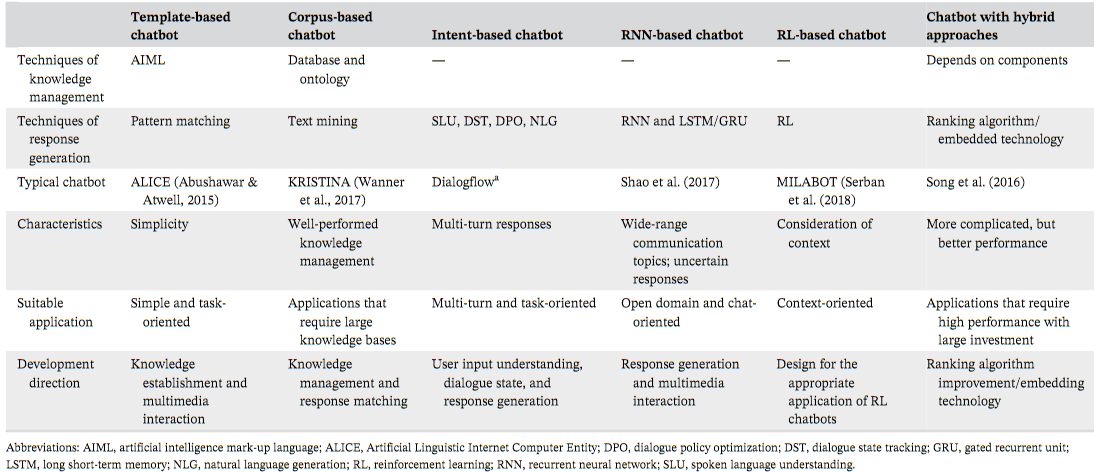 Template-based chatbot Corpus-based chatbot Intent-based chatbot RNN-based chatbot RL-based chatbot Chatbot with hybrid approaches
Techniques of knowledge management AIML Database and ontology — — — Depends on components
Techniques of response generation Pattern matching Text mining SLU, DST, DPO, NLG RNN and LSTM/GRU RL Ranking algorithm/embedded technology
Typical chatbot ALICE (Abushawar & Atwell, 2015) KRISTINA (Wanner et al., 2017) Dialogflowᵃ Shao et al. (2017) MILABOT (Serban et al. (2018) Song et al. (2016)
Characteristics Simplicity Well-performed knowledge management Multi-turn responses Wide-range communication topics; uncertain responses Consideration of context More complicated, but better performance
Suitable application Simple and task-oriented Applications that require large knowledge bases Multi-turn and task-oriented Open domain and chat-oriented Context-oriented Applications that require high performance with large investment
Development direction Knowledge establishment and multimedia interaction Knowledge management and response matching User input understanding, dialogue state, and response generation Response generation and multimedia interaction Design for the appropriate application of RL chatbots Ranking algorithm improvement/embedding technology
Abbreviations: AIML, artificial intelligence mark-up language; ALICE, Artificial Linguistic Internet Computer Entity; DPO, dialogue policy optimization; DST, dialogue state tracking; GRU, gated recurrent unit;
LSTM, long short-term memory; NLG, natural language generation; RL, reinforcement learning; RNN, recurrent neural network; SLU, spoken language understanding.